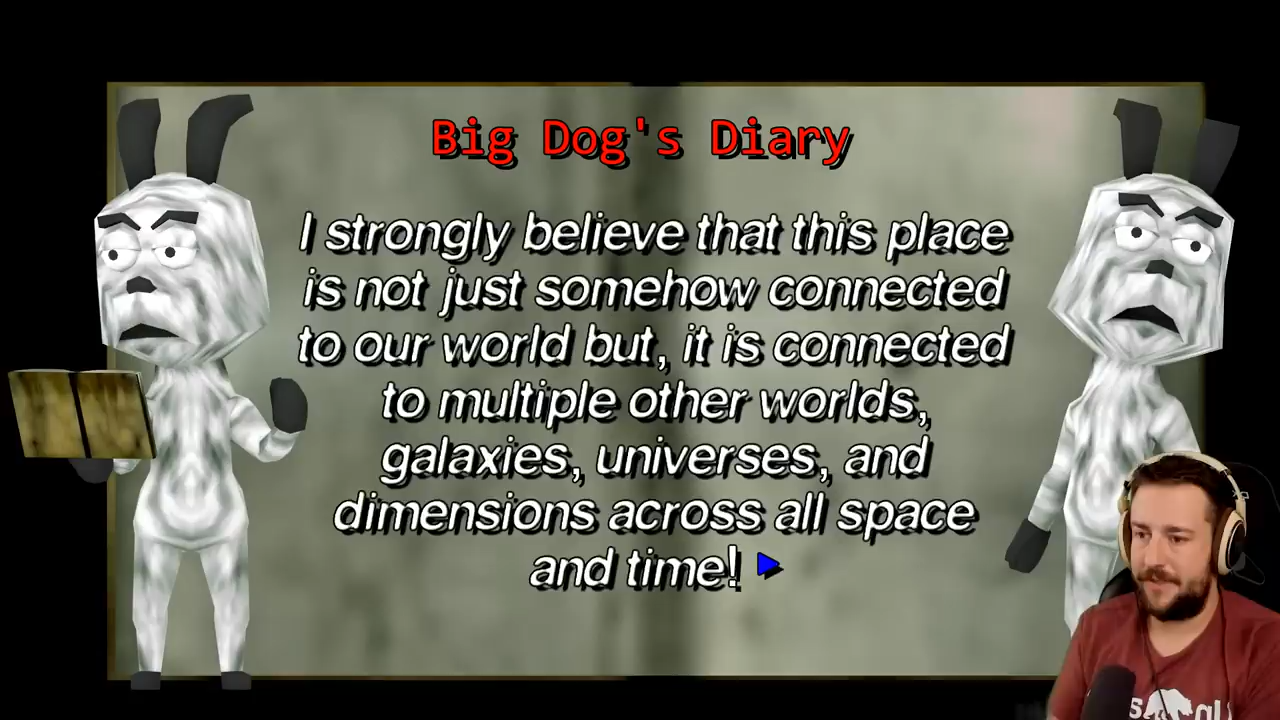 Big Dog's Diary
I strongly believe that this place
is not just somehow connected
to our world but, it is connected
to multiple other worlds,
galaxies, universes, and
dimensions across all space
and time!